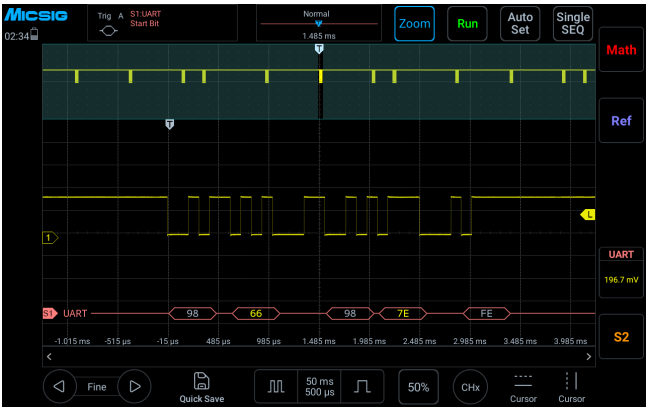 Micsig
Trig A S1:UART
Start Bit
Normal
1.485 ms
Zoom
Run
Auto
Set
Single
SEQ
02:34
Math
T
Ref
T
L
1
UART
196.7 mV
S1 UART 98 66 98 7E FE
S2
-1.015 ms -515 µs -15 µs 485 µs 985 µs 1.485 ms 1.985 ms 2.485 ms 2.985 ms 3.485 ms 3.985 ms
Fine
Quick Save
50 ms
500 µs
50%
CHx
Cursor
Cursor